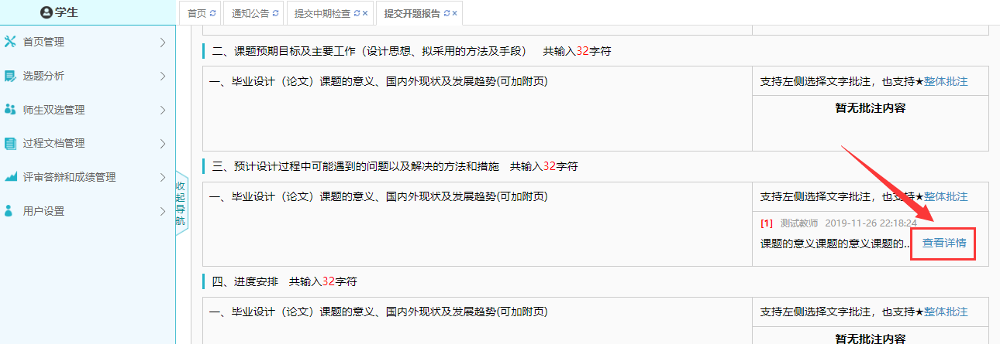 学生
首页
通知公告
提交中期检查
提交开题报告
首页管理
选题分析
师生双选管理
过程文档管理
评审答辩和成绩管理
用户设置
收起导航
二、课题预期目标及主要工作（设计思想、拟采用的方法及手段） 共输入32字符
一、毕业设计（论文）课题的意义、国内外现状及发展趋势(可加附页)
支持左侧选择文字批注，也支持★整体批注
暂无批注内容
三、预计设计过程中可能遇到的问题以及解决的方法和措施 共输入32字符
一、毕业设计（论文）课题的意义、国内外现状及发展趋势(可加附页)
支持左侧选择文字批注，也支持★整体批注
[1] 测试教师 2019-11-26 22:18:24
课题的意义课题的意义课题的.. 查看详情
四、进度安排 共输入32字符
一、毕业设计（论文）课题的意义、国内外现状及发展趋势(可加附页)
支持左侧选择文字批注，也支持★整体批注
暂无批注内容